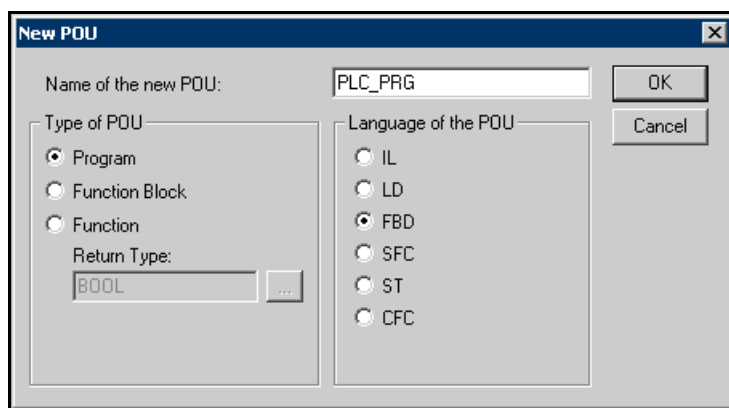 New POU
Name of the new POU:
PLC_PRG
OK
Cancel
Type of POU
Program
Function Block
Function
Return Type:
BOOL
...
Language of the POU
IL
LD
FBD
SFC
ST
CFC